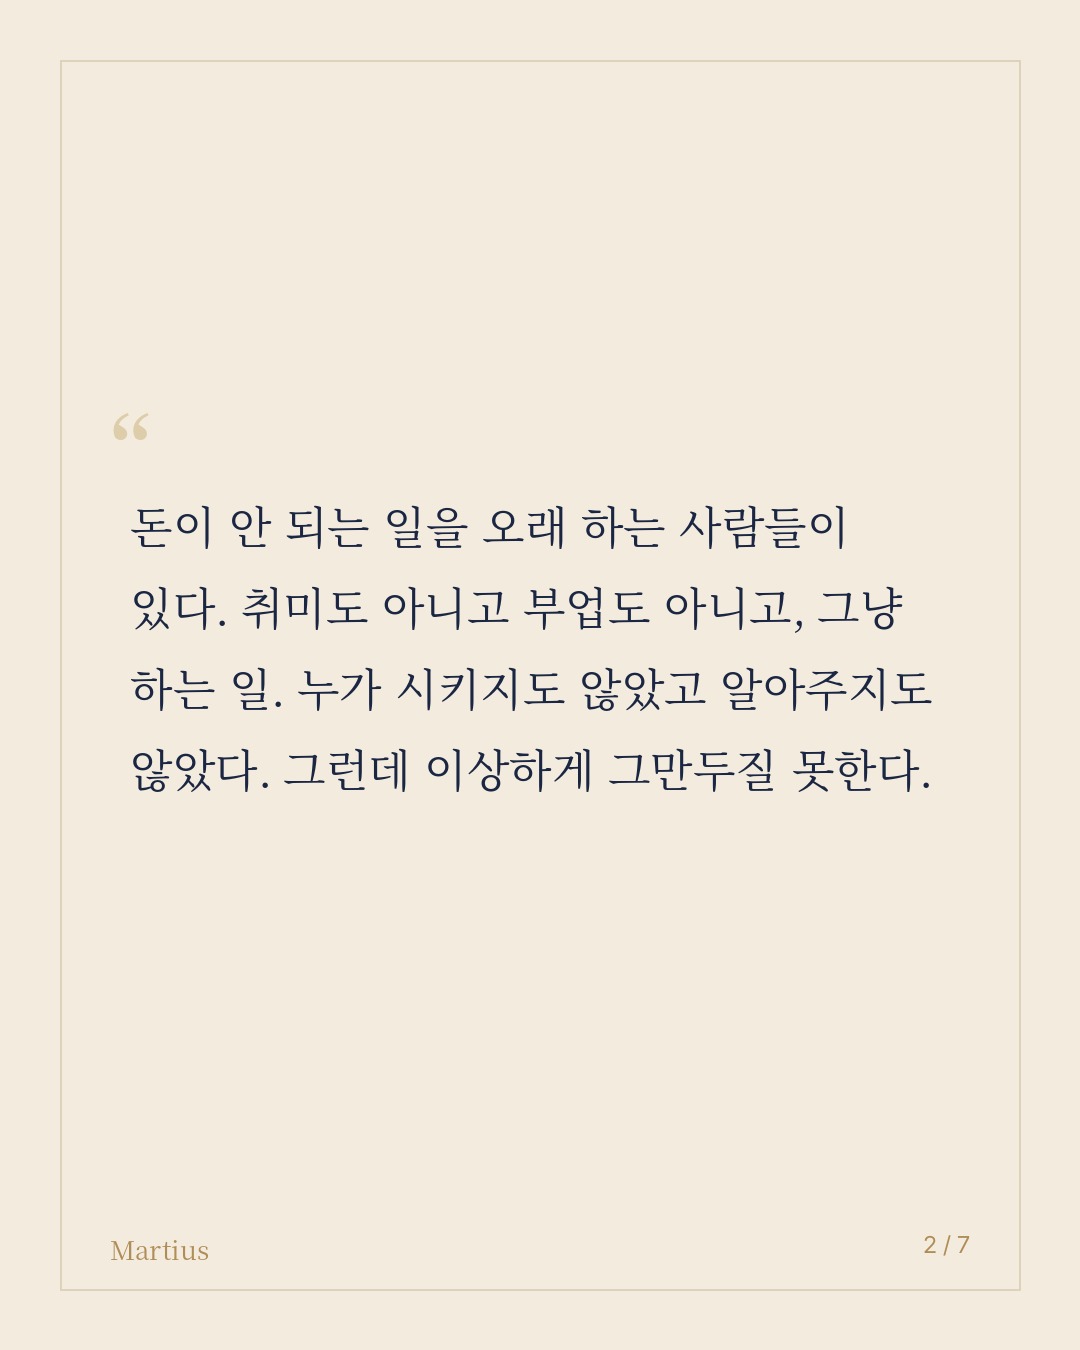 “
돈이 안 되는 일을 오래 하는 사람들이
있다. 취미도 아니고 부업도 아니고, 그냥
하는 일. 누가 시키지도 않았고 알아주지도
않았다. 그런데 이상하게 그만두질 못한다.
Martius
2 / 7